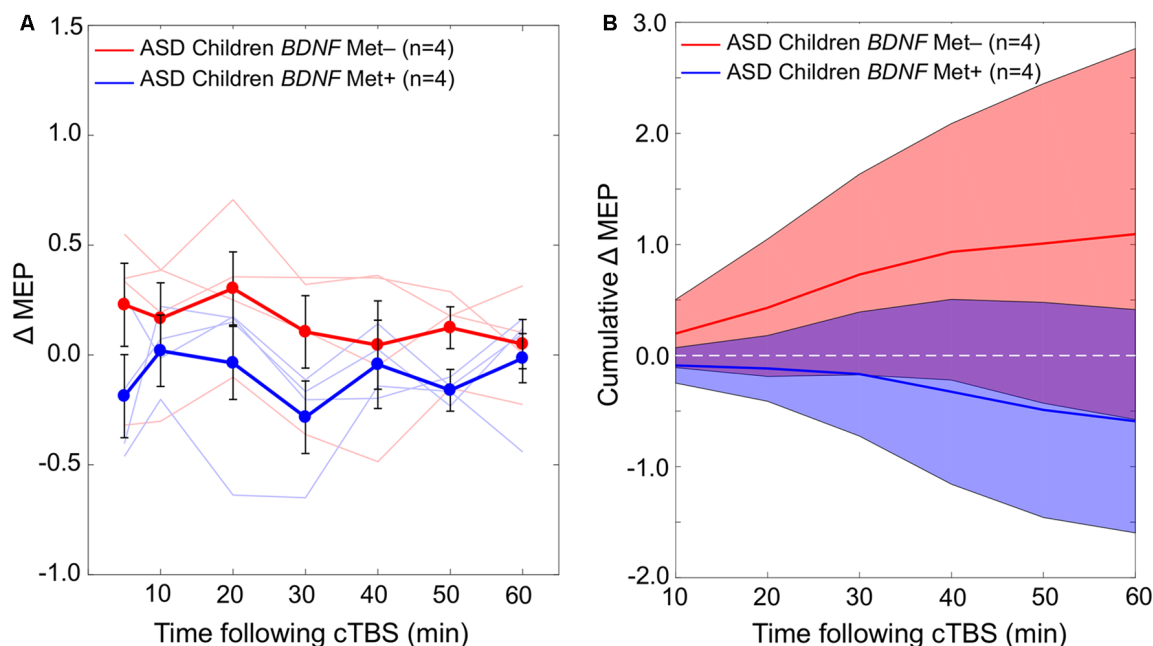 A
1.5
1.0
0.5
0.0
-0.5
-1.0
Δ MEP
ASD Children BDNF Met– (n=4)
ASD Children BDNF Met+ (n=4)
10 20 30 40 50 60
Time following cTBS (min)
B
3.0
2.0
1.0
0.0
-1.0
-2.0
Cumulative Δ MEP
ASD Children BDNF Met– (n=4)
ASD Children BDNF Met+ (n=4)
10 20 30 40 50 60
Time following cTBS (min)